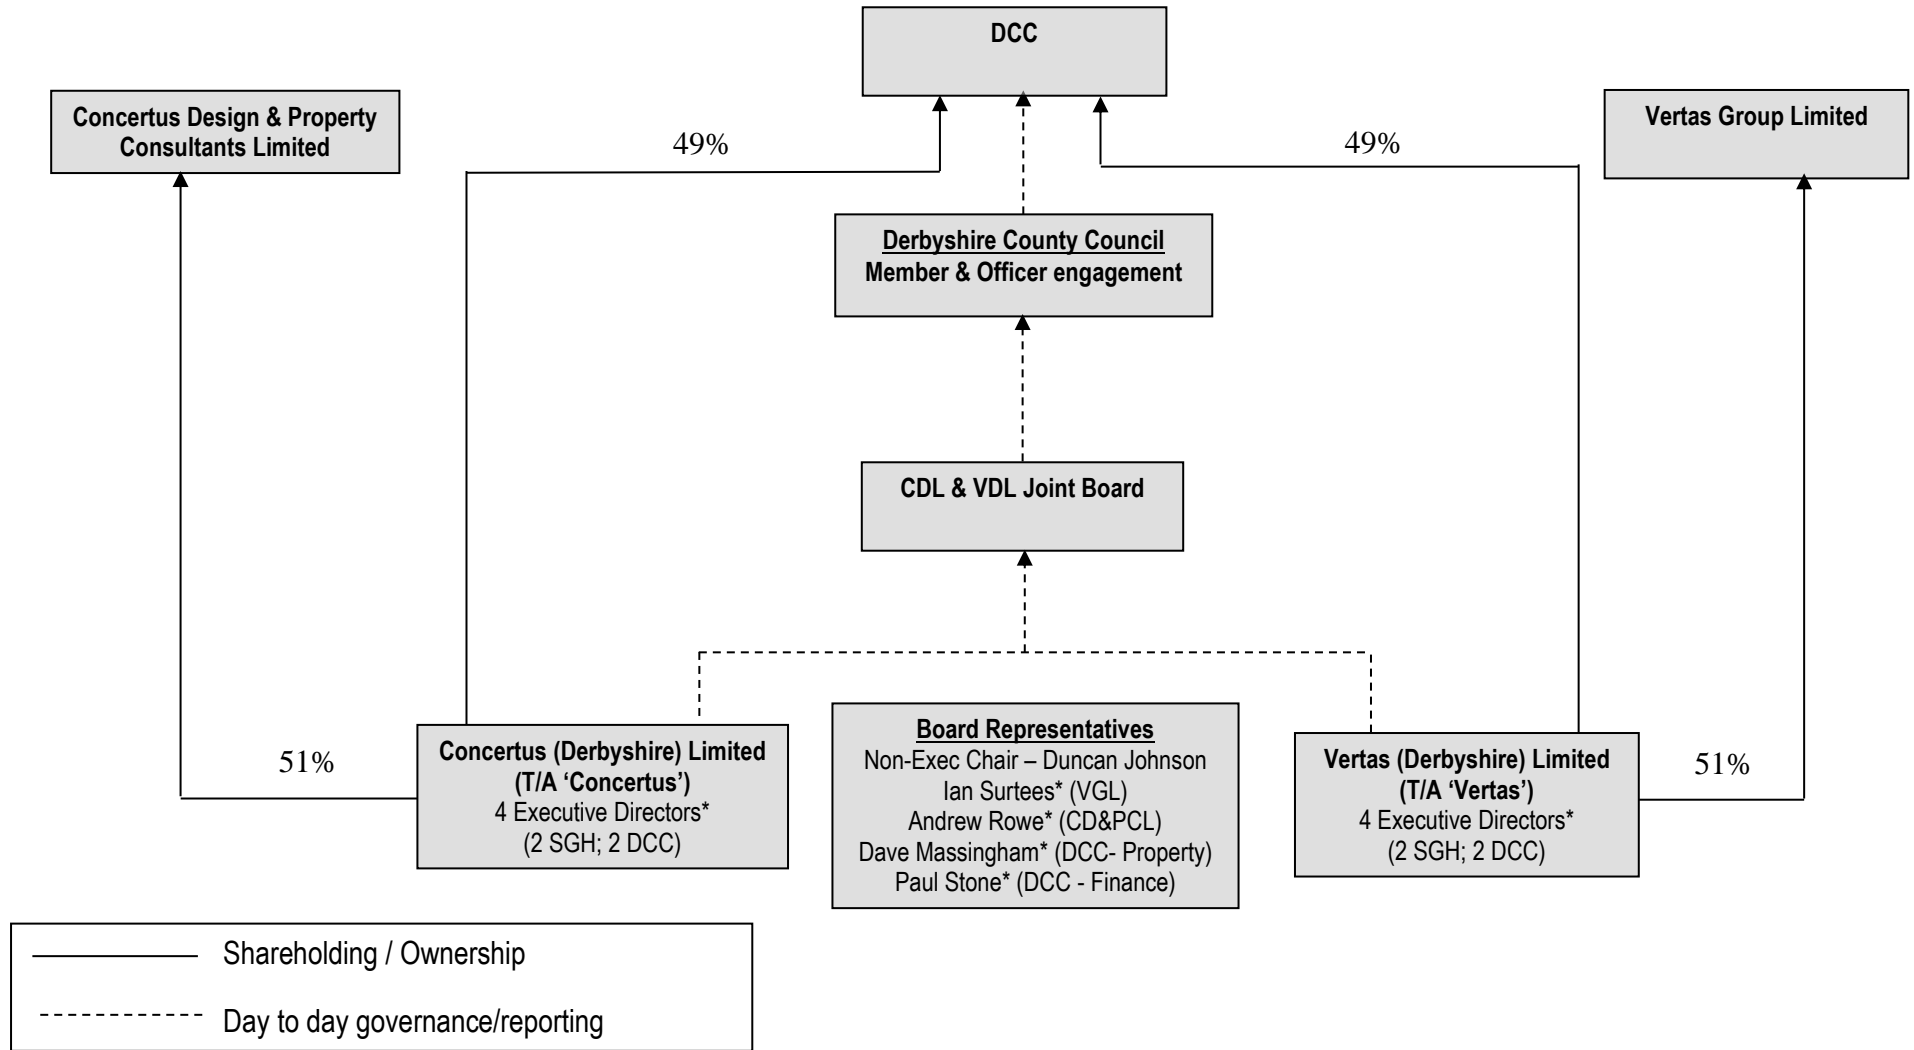 DCC
Concertus Design & Property
Consultants Limited
Vertas Group Limited
49%
49%
Derbyshire County Council
Member & Officer engagement
CDL & VDL Joint Board
51%
Concertus (Derbyshire) Limited
(T/A ‘Concertus’)
4 Executive Directors*
(2 SGH; 2 DCC)
Board Representatives
Non-Exec Chair – Duncan Johnson
Ian Surtees* (VGL)
Andrew Rowe* (CD&PCL)
Dave Massingham* (DCC- Property)
Paul Stone* (DCC - Finance)
Vertas (Derbyshire) Limited
(T/A ‘Vertas’)
4 Executive Directors*
(2 SGH; 2 DCC)
51%
Shareholding / Ownership
Day to day governance/reporting